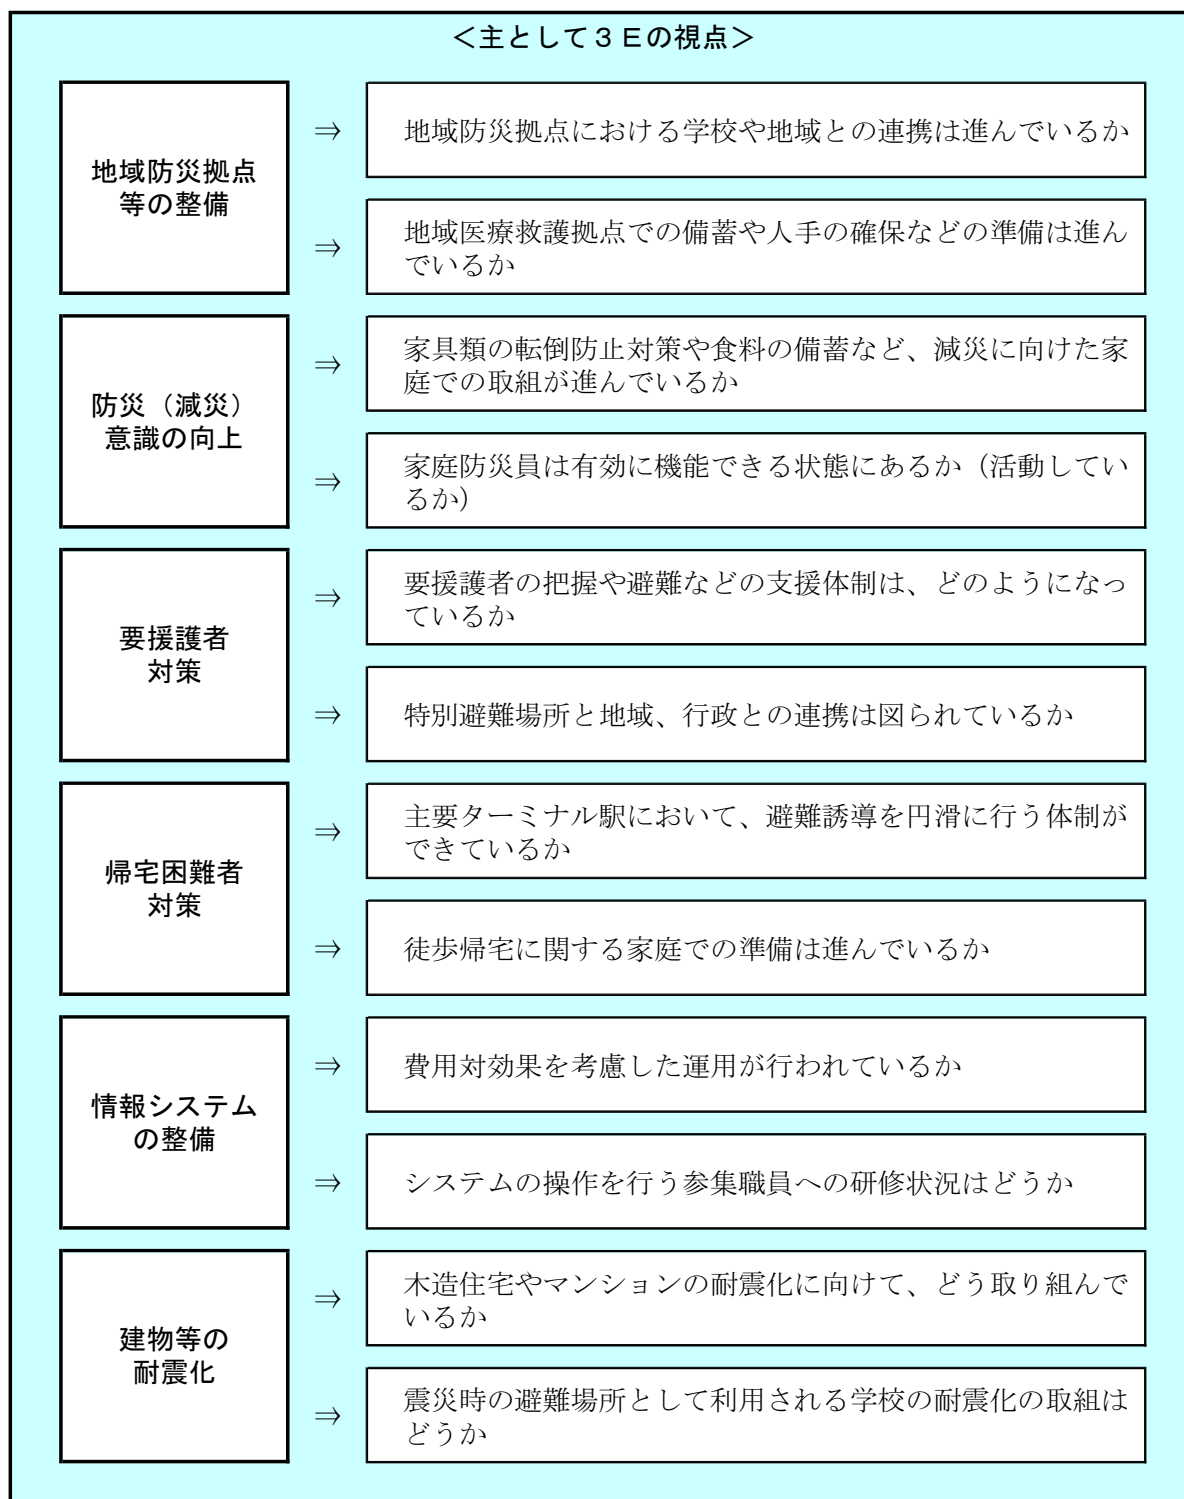 ＜主として３Ｅの視点＞
地域防災拠点
等の整備
⇒
地域防災拠点における学校や地域との連携は進んでいるか
⇒
地域医療救護拠点での備蓄や人手の確保などの準備は進ん
でいるか
防災（減災）
意識の向上
⇒
家具類の転倒防止対策や食料の備蓄など、減災に向けた家
庭での取組が進んでいるか
⇒
家庭防災員は有効に機能できる状態にあるか（活動してい
るか）
要援護者
対策
⇒
要援護者の把握や避難などの支援体制は、どのようになっ
ているか
⇒
特別避難場所と地域、行政との連携は図られているか
帰宅困難者
対策
⇒
主要ターミナル駅において、避難誘導を円滑に行う体制が
できているか
⇒
徒歩帰宅に関する家庭での準備は進んでいるか
情報システム
の整備
⇒
費用対効果を考慮した運用が行われているか
⇒
システムの操作を行う参集職員への研修状況はどうか
建物等の
耐震化
⇒
木造住宅やマンションの耐震化に向けて、どう取り組んで
いるか
⇒
震災時の避難場所として利用される学校の耐震化の取組は
どうか